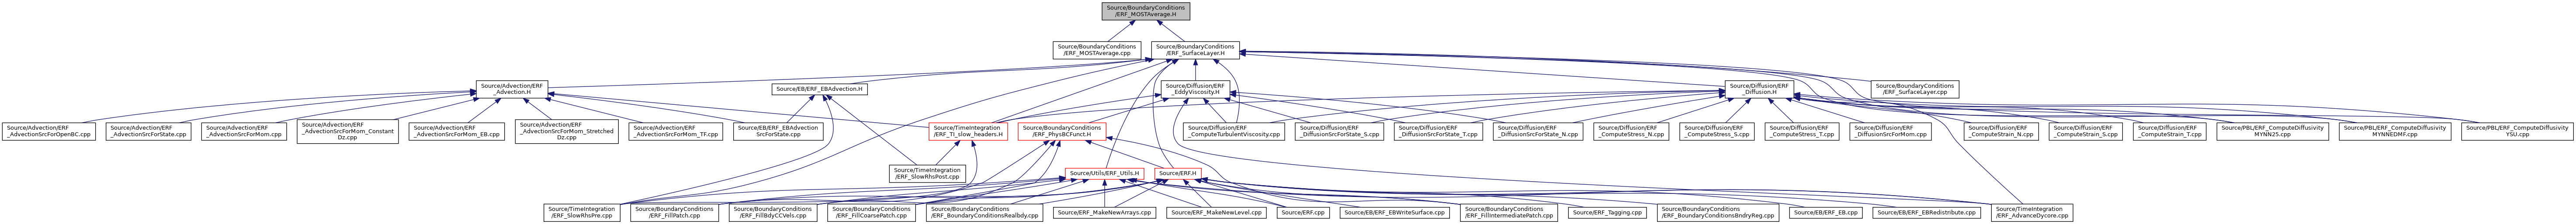 Source/BoundaryConditions
/ERF_MOSTAverage.H
Source/BoundaryConditions
/ERF_MOSTAverage.cpp
Source/BoundaryConditions
/ERF_SurfaceLayer.H
Source/Advection/ERF
_Advection.H
Source/EB/ERF_EBAdvection.H
Source/Diffusion/ERF
_EddyViscosity.H
Source/Diffusion/ERF
_Diffusion.H
Source/BoundaryConditions
/ERF_SurfaceLayer.cpp
Source/Advection/ERF
_AdvectionSrcForOpenBC.cpp
Source/Advection/ERF
_AdvectionSrcForState.cpp
Source/Advection/ERF
_AdvectionSrcForMom.cpp
Source/Advection/ERF
_AdvectionSrcForMom_Constant
Dz.cpp
Source/Advection/ERF
_AdvectionSrcForMom_EB.cpp
Source/Advection/ERF
_AdvectionSrcForMom_Stretched
Dz.cpp
Source/Advection/ERF
_AdvectionSrcForMom_TF.cpp
Source/EB/ERF_EBAdvection
SrcForState.cpp
Source/TimeIntegration
/ERF_TI_slow_headers.H
Source/BoundaryConditions
/ERF_PhysBCFunct.H
Source/Diffusion/ERF
_ComputeTurbulentViscosity.cpp
Source/Diffusion/ERF
_DiffusionSrcForState_S.cpp
Source/Diffusion/ERF
_DiffusionSrcForState_T.cpp
Source/Diffusion/ERF
_DiffusionSrcForState_N.cpp
Source/Diffusion/ERF
_ComputeStress_N.cpp
Source/Diffusion/ERF
_ComputeStress_S.cpp
Source/Diffusion/ERF
_ComputeStress_T.cpp
Source/Diffusion/ERF
_DiffusionSrcForMom.cpp
Source/Diffusion/ERF
_ComputeStrain_N.cpp
Source/Diffusion/ERF
_ComputeStrain_S.cpp
Source/Diffusion/ERF
_ComputeStrain_T.cpp
Source/PBL/ERF_ComputeDiffusivity
MYNN25.cpp
Source/PBL/ERF_ComputeDiffusivity
MYNNEDMF.cpp
Source/PBL/ERF_ComputeDiffusivity
YSU.cpp
Source/TimeIntegration
/ERF_SlowRhsPost.cpp
Source/Utils/ERF_Utils.H
Source/ERF.H
Source/TimeIntegration
/ERF_SlowRhsPre.cpp
Source/BoundaryConditions
/ERF_FillPatch.cpp
Source/BoundaryConditions
/ERF_FillBdyCCVels.cpp
Source/BoundaryConditions
/ERF_FillCoarsePatch.cpp
Source/BoundaryConditions
/ERF_BoundaryConditionsRealbdy.cpp
Source/ERF_MakeNewArrays.cpp
Source/ERF_MakeNewLevel.cpp
Source/ERF.cpp
Source/EB/ERF_EBWriteSurface.cpp
Source/BoundaryConditions
/ERF_FillIntermediatePatch.cpp
Source/ERF_Tagging.cpp
Source/BoundaryConditions
/ERF_BoundaryConditionsBndryReg.cpp
Source/EB/ERF_EB.cpp
Source/EB/ERF_EBRedistribute.cpp
Source/TimeIntegration
/ERF_AdvanceDycore.cpp